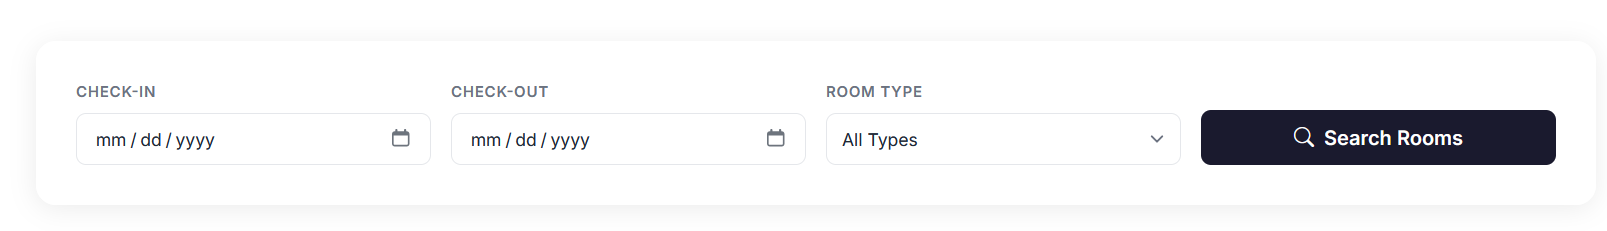 CHECK-IN
mm / dd / yyyy
CHECK-OUT
mm / dd / yyyy
ROOM TYPE
All Types
Search Rooms